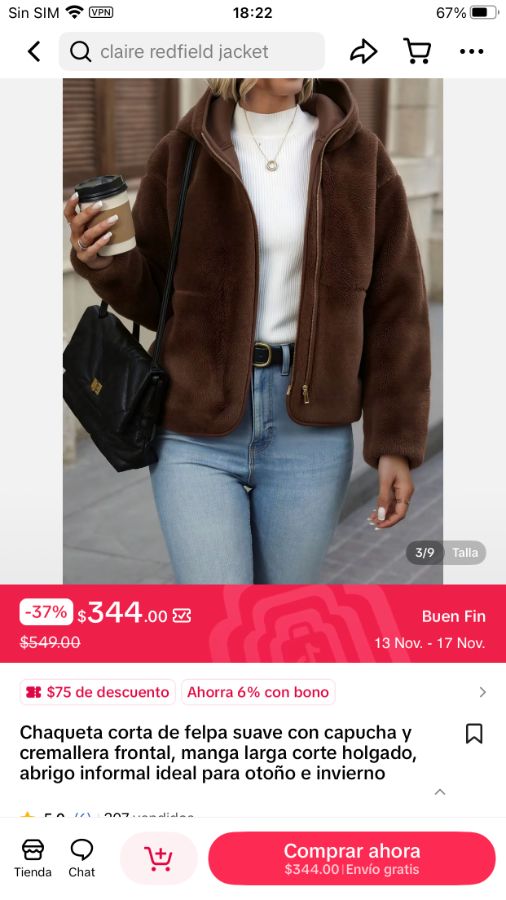 Sin SIM VPN 18:22 67%
claire redfield jacket
3/9 Talla
-37% $344.00 Buen Fin
$549.00 13 Nov. - 17 Nov.
$75 de descuento Ahorra 6% con bono
Chaqueta corta de felpa suave con capucha y
cremallera frontal, manga larga corte holgado,
abrigo informal ideal para otoño e invierno
Comprar ahora
Tienda Chat $344.00 Envío gratis